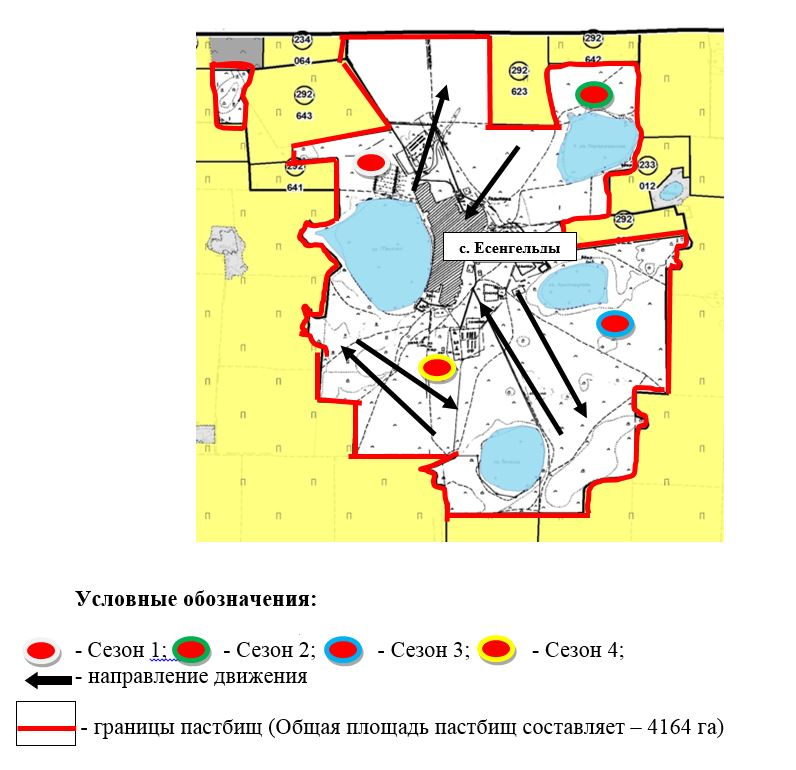 234
064
292
643
292
623
292
642
292
641
233
012
292
с. Есенгельды
Условные обозначения:
- Сезон 1; - Сезон 2; - Сезон 3; - Сезон 4;
- направление движения
- границы пастбищ (Общая площадь пастбищ составляет – 4164 га)